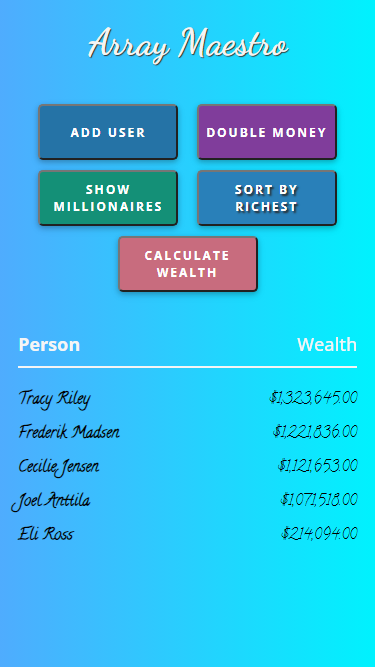 Array Maestro
ADD USER
DOUBLE MONEY
SHOW
MILLIONAIRES
SORT BY
RICHEST
CALCULATE
WEALTH
Person Wealth
Tracy Riley $1,323,645.00
Frederik Madsen $1,221,836.00
Cecilie Jensen $1,121,653.00
Joel Anttila $1,071,518.00
Eli Ross $214,094.00